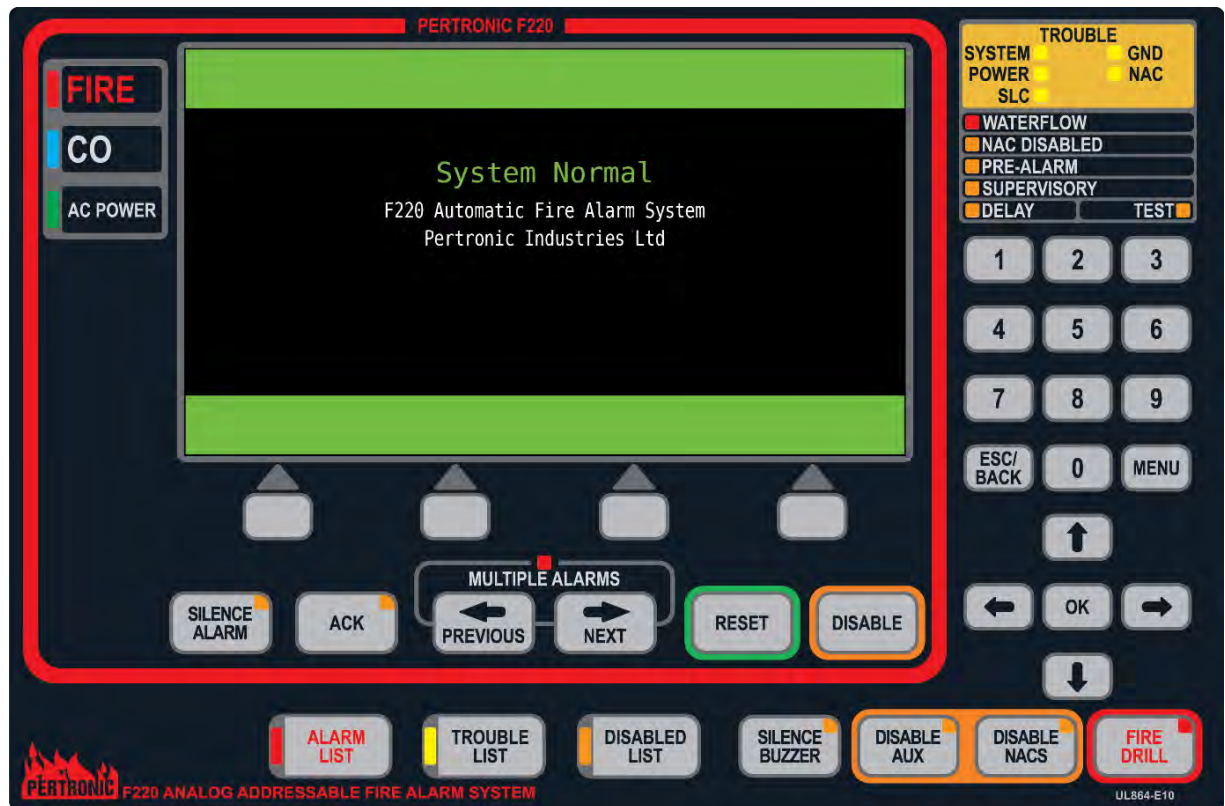 PERTRONIC F220
FIRE
CO
AC POWER
System Normal
F220 Automatic Fire Alarm System
Pertronic Industries Ltd
MULTIPLE ALARMS
SILENCE
ALARM
ACK
PREVIOUS
NEXT
RESET
DISABLE
TROUBLE
SYSTEM GND
POWER NAC
SLC
WATERFLOW
NAC DISABLED
PRE-ALARM
SUPERVISORY
DELAY TEST
1 2 3
4 5 6
7 8 9
ESC/
BACK
0
MENU
OK
ALARM
LIST
TROUBLE
LIST
DISABLED
LIST
SILENCE
BUZZER
DISABLE
AUX
DISABLE
NACS
FIRE
DRILL
PERTRONIC
F220 ANALOG ADDRESSABLE FIRE ALARM SYSTEM
UL864-E10